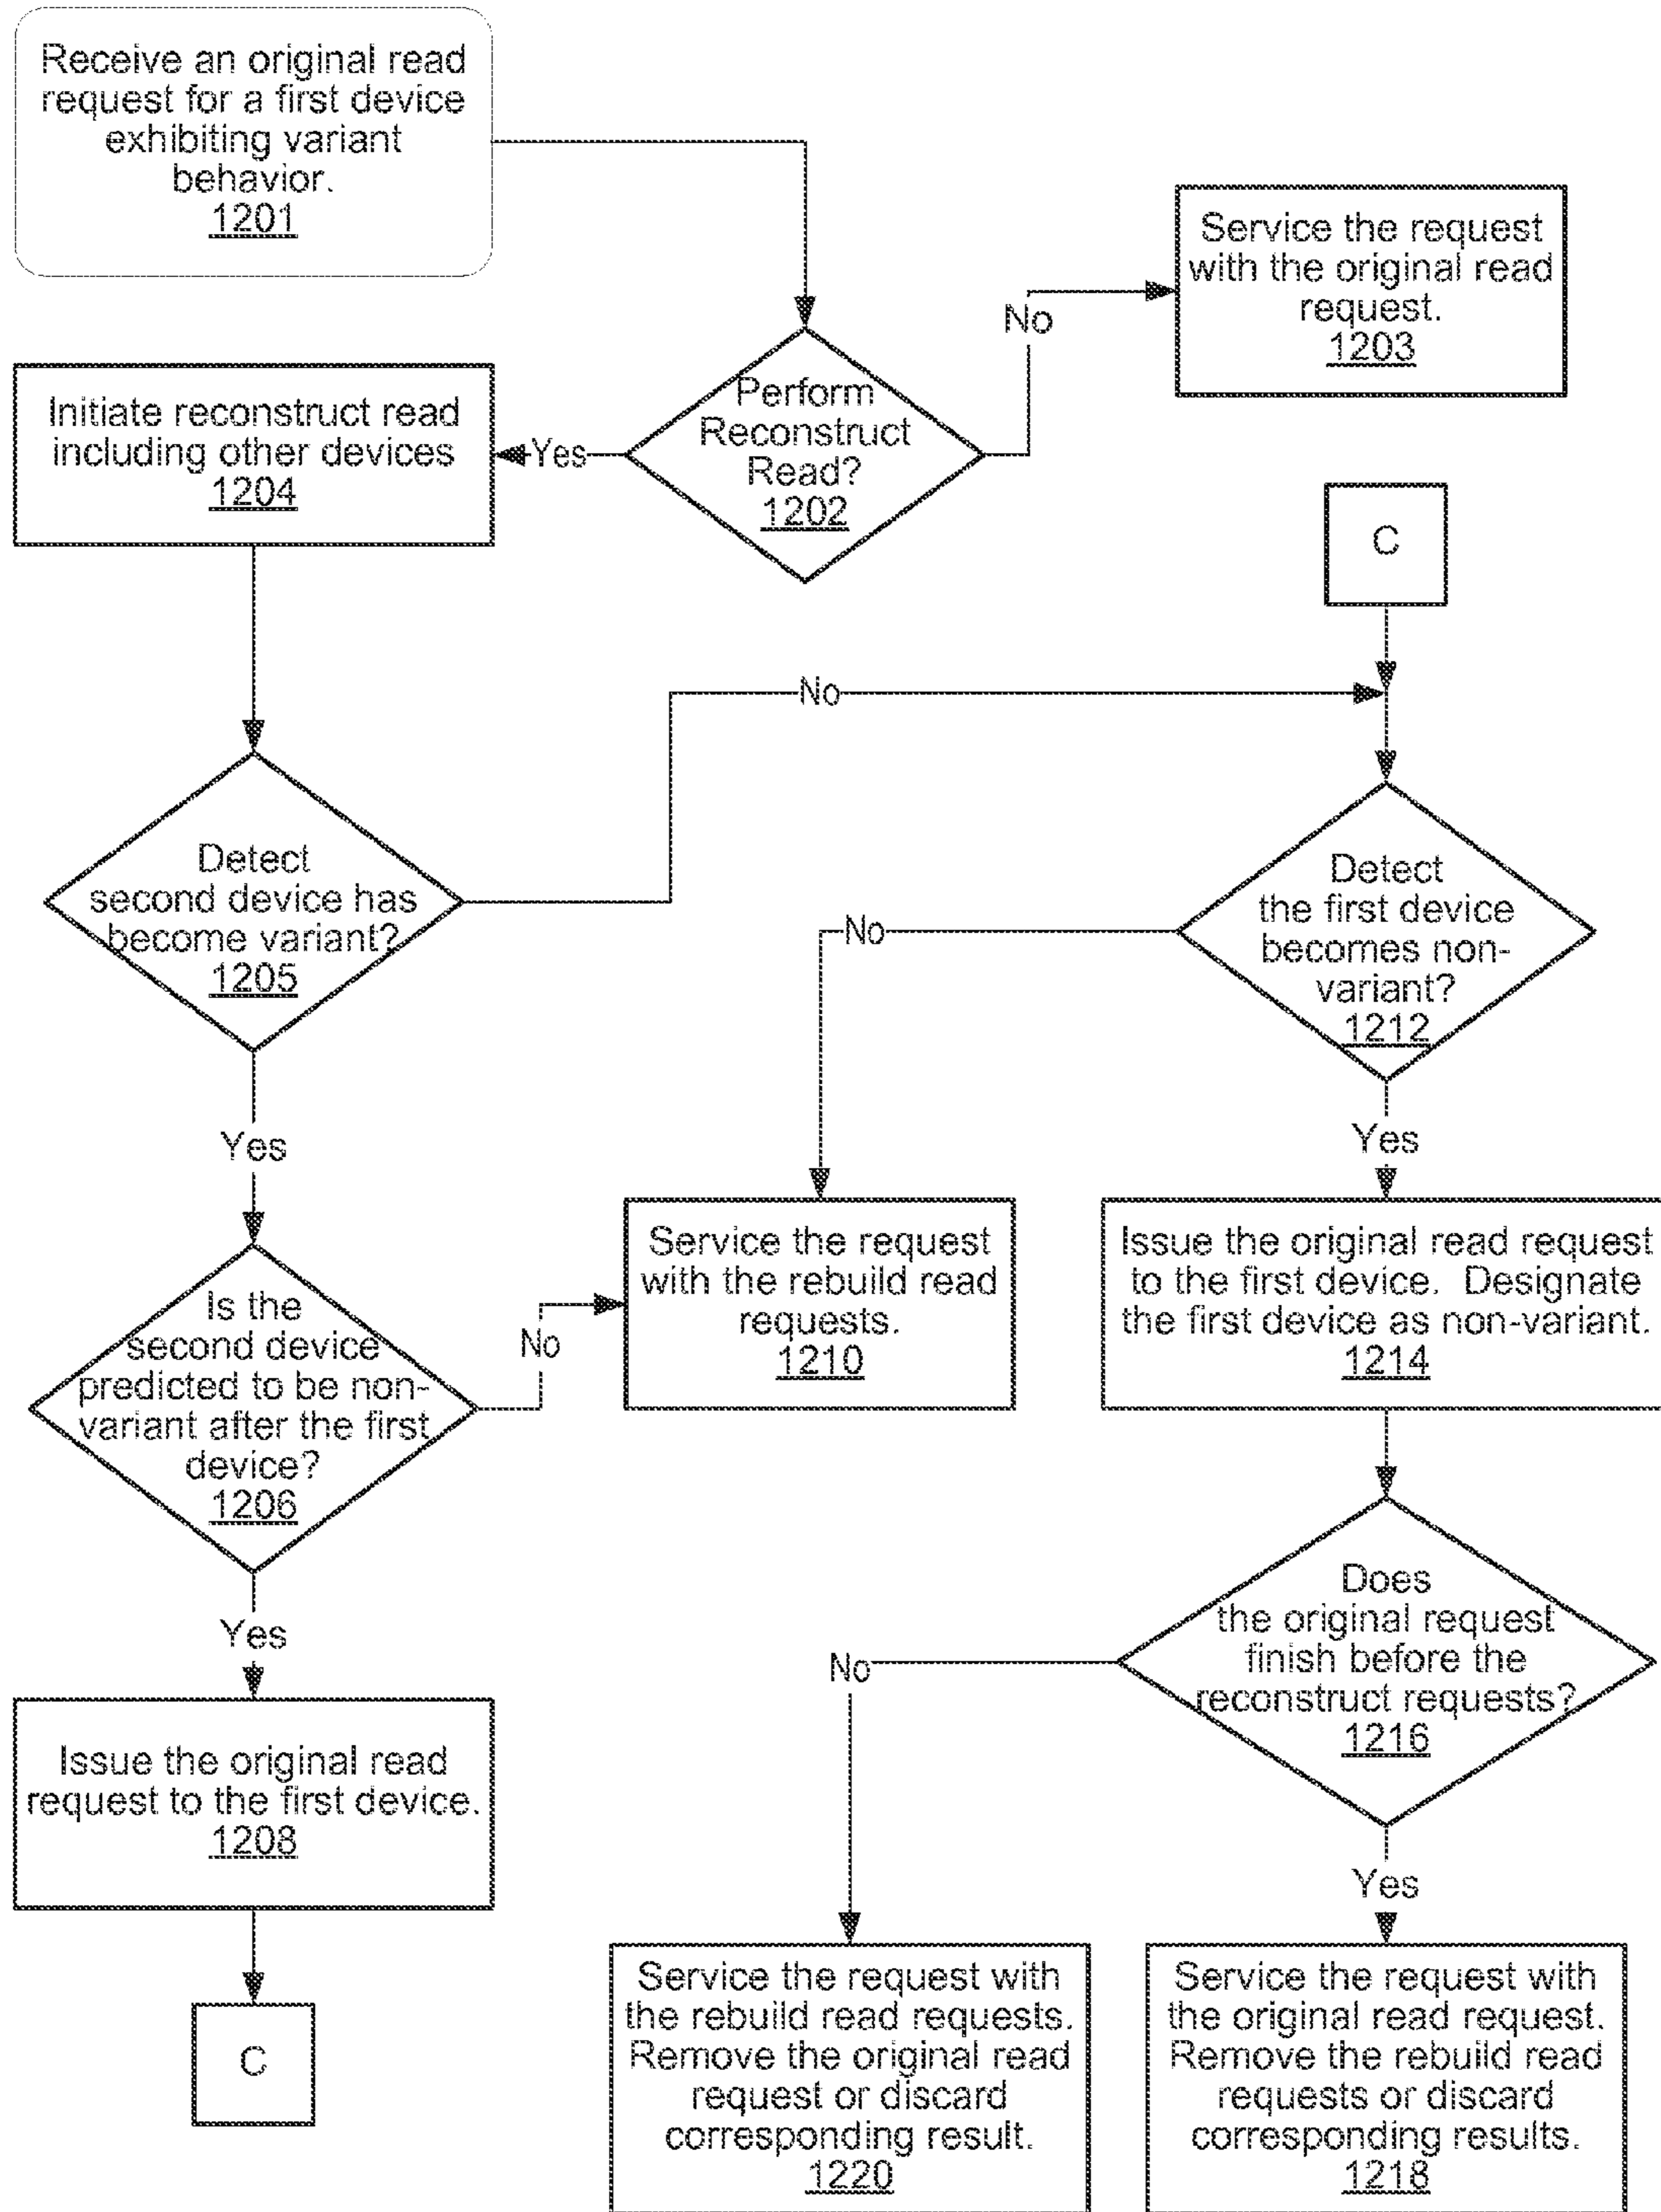 Receive an original read
request for a first device
exhibiting variant
behavior.
1201
Service the request
with the original read
request.
1203
No
Perform
Reconstruct
Read?
1202
Yes
Initiate reconstruct read
including other devices
1204
C
No
Detect
second device has
become variant?
1205
Detect
the first device
becomes non-
variant?
1212
No
Yes
Yes
Is the
second device
predicted to be non-
variant after the first
device?
1206
No
Service the request
with the rebuild read
requests.
1210
Issue the original read request
to the first device. Designate
the first device as non-variant.
1214
Yes
Does
the original request
finish before the
reconstruct requests?
1216
No
Yes
Issue the original read
request to the first device.
1208
C
Service the request with
the rebuild read requests.
Remove the original read
request or discard
corresponding result.
1220
Service the request with
the original read request.
Remove the rebuild read
requests or discard
corresponding results.
1218